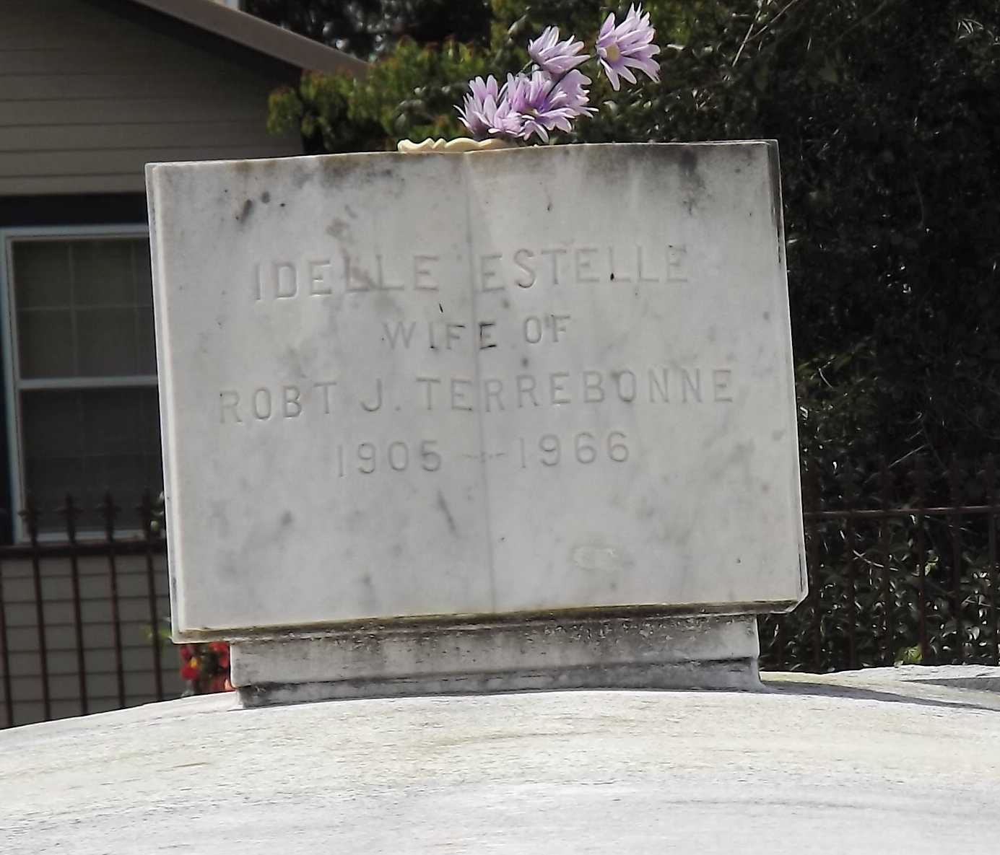 IDELLE ESTELLE
WIFE OF
ROBT J. TERREBONNE
1905 — 1966